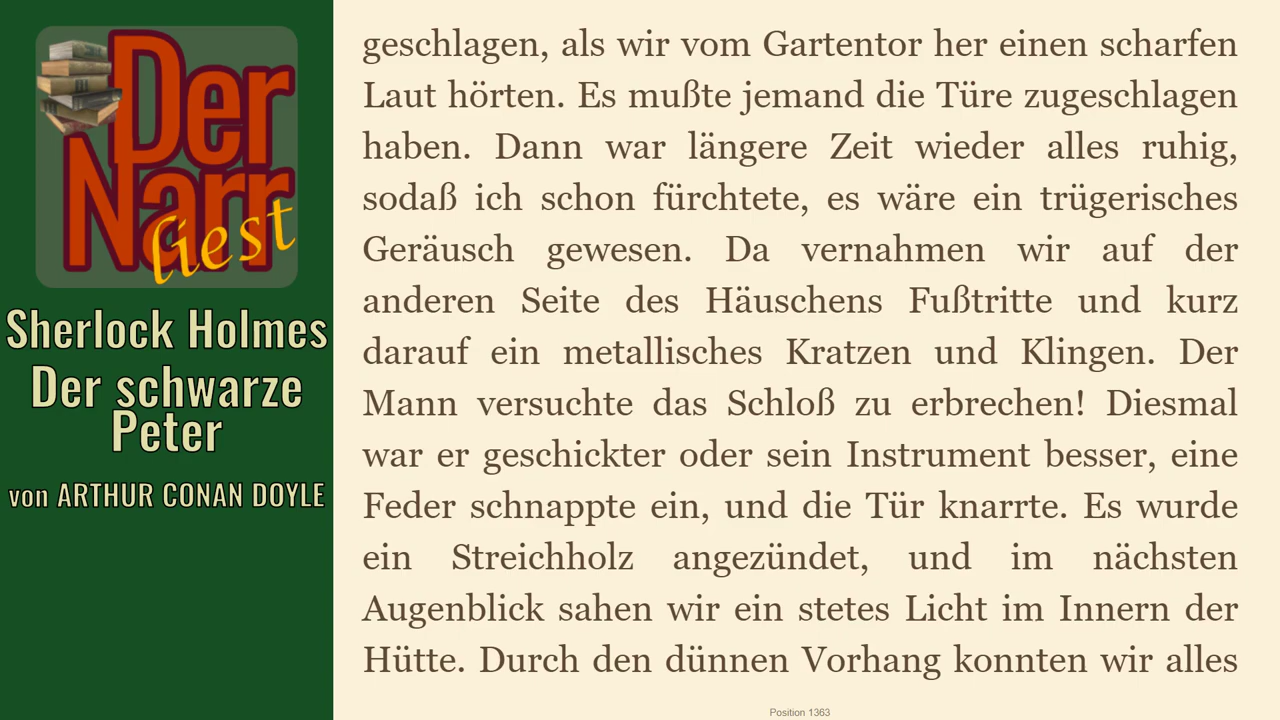 Der
Narr
liest
Sherlock Holmes
Der schwarze
Peter
von ARTHUR CONAN DOYLE
geschlagen, als wir vom Gartentor her einen scharfen
Laut hörten. Es mußte jemand die Türe zugeschlagen
haben. Dann war längere Zeit wieder alles ruhig,
sodaß ich schon fürchtete, es wäre ein trügerisches
Geräusch gewesen. Da vernahmen wir auf der
anderen Seite des Häuschens Fußtritte und kurz
darauf ein metallisches Kratzen und Klingen. Der
Mann versuchte das Schloß zu erbrechen! Diesmal
war er geschickter oder sein Instrument besser, eine
Feder schnappte ein, und die Tür knarrte. Es wurde
ein Streichholz angezündet, und im nächsten
Augenblick sahen wir ein stetes Licht im Innern der
Hütte. Durch den dünnen Vorhang konnten wir alles
Position 1363